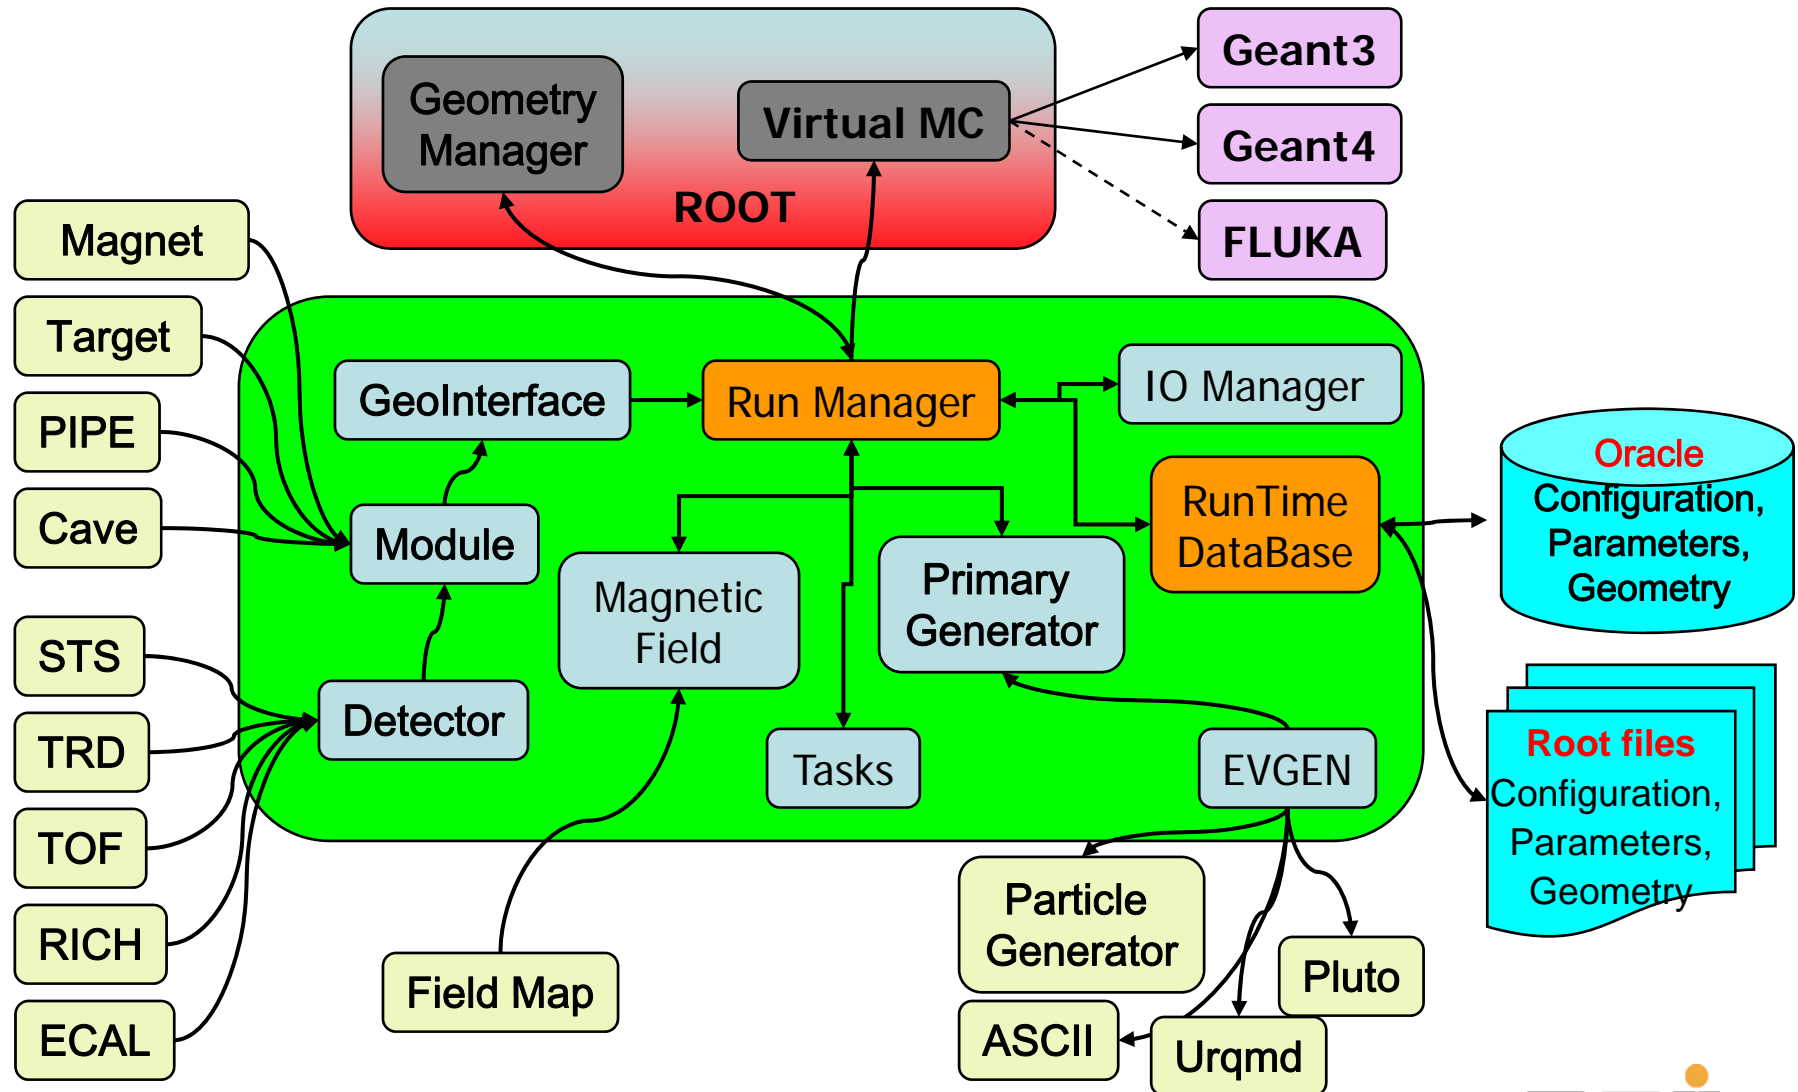 Geometry
Manager
Virtual MC
ROOT
Geant3
Geant4
FLUKA
Magnet
Target
PIPE
Cave
STS
TRD
TOF
RICH
ECAL
GeoInterface
Run Manager
IO Manager
Module
Detector
Magnetic
Field
Primary
Generator
RunTime
DataBase
Tasks
EVGEN
Oracle
Configuration,
Parameters,
Geometry
Root files
Configuration,
Parameters,
Geometry
Field Map
Particle
Generator
ASCII
Urqmd
Pluto